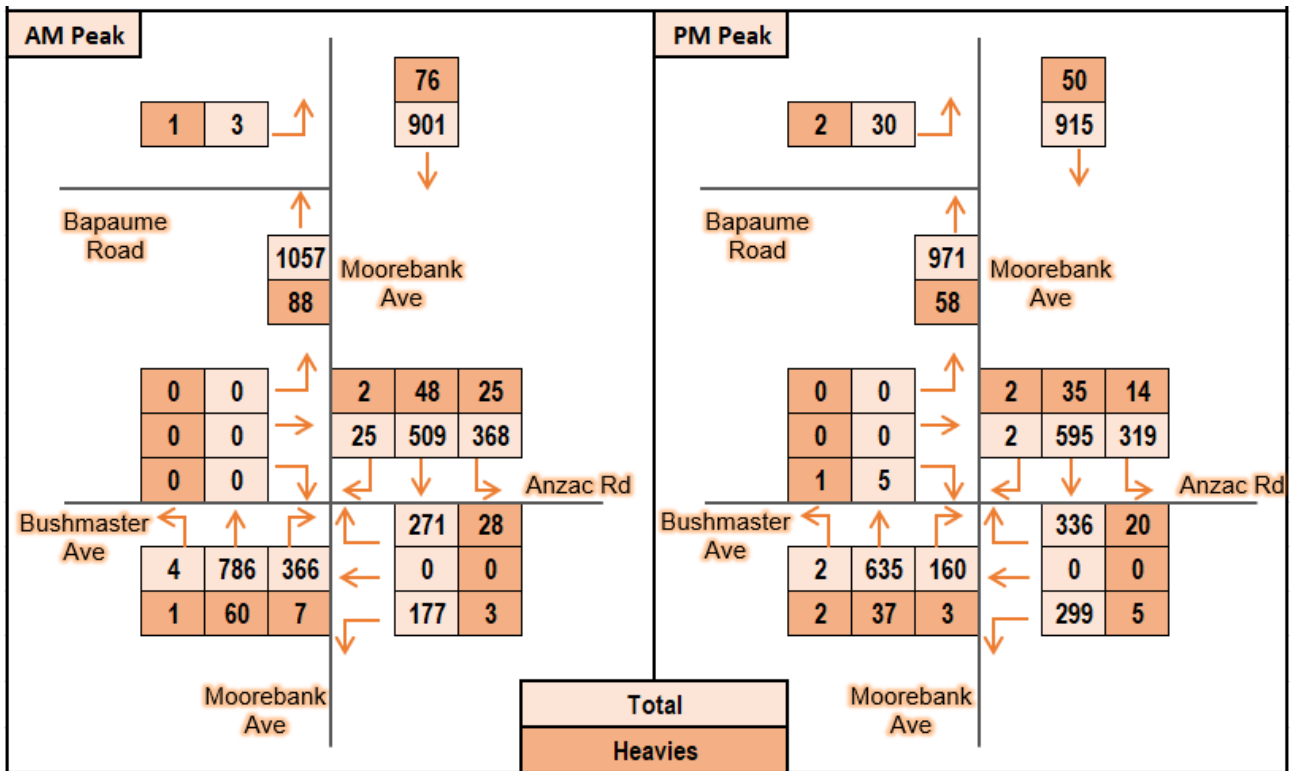 AM Peak
76
1 3 901
Bapaume
Road
1057
88
Moorebank
Ave
0 0 2 48 25
0 0 25 509 368
0 0
Anzac Rd
Bushmaster
Ave
271 28
4 786 366 0 0
1 60 7 177 3
Moorebank
Ave
PM Peak
50
2 30 915
Bapaume
Road
971
58
Moorebank
Ave
0 0 2 35 14
0 0 2 595 319
1 5
Anzac Rd
Bushmaster
Ave
336 20
2 635 160 0 0
2 37 3 299 5
Moorebank
Ave
Total
Heavies